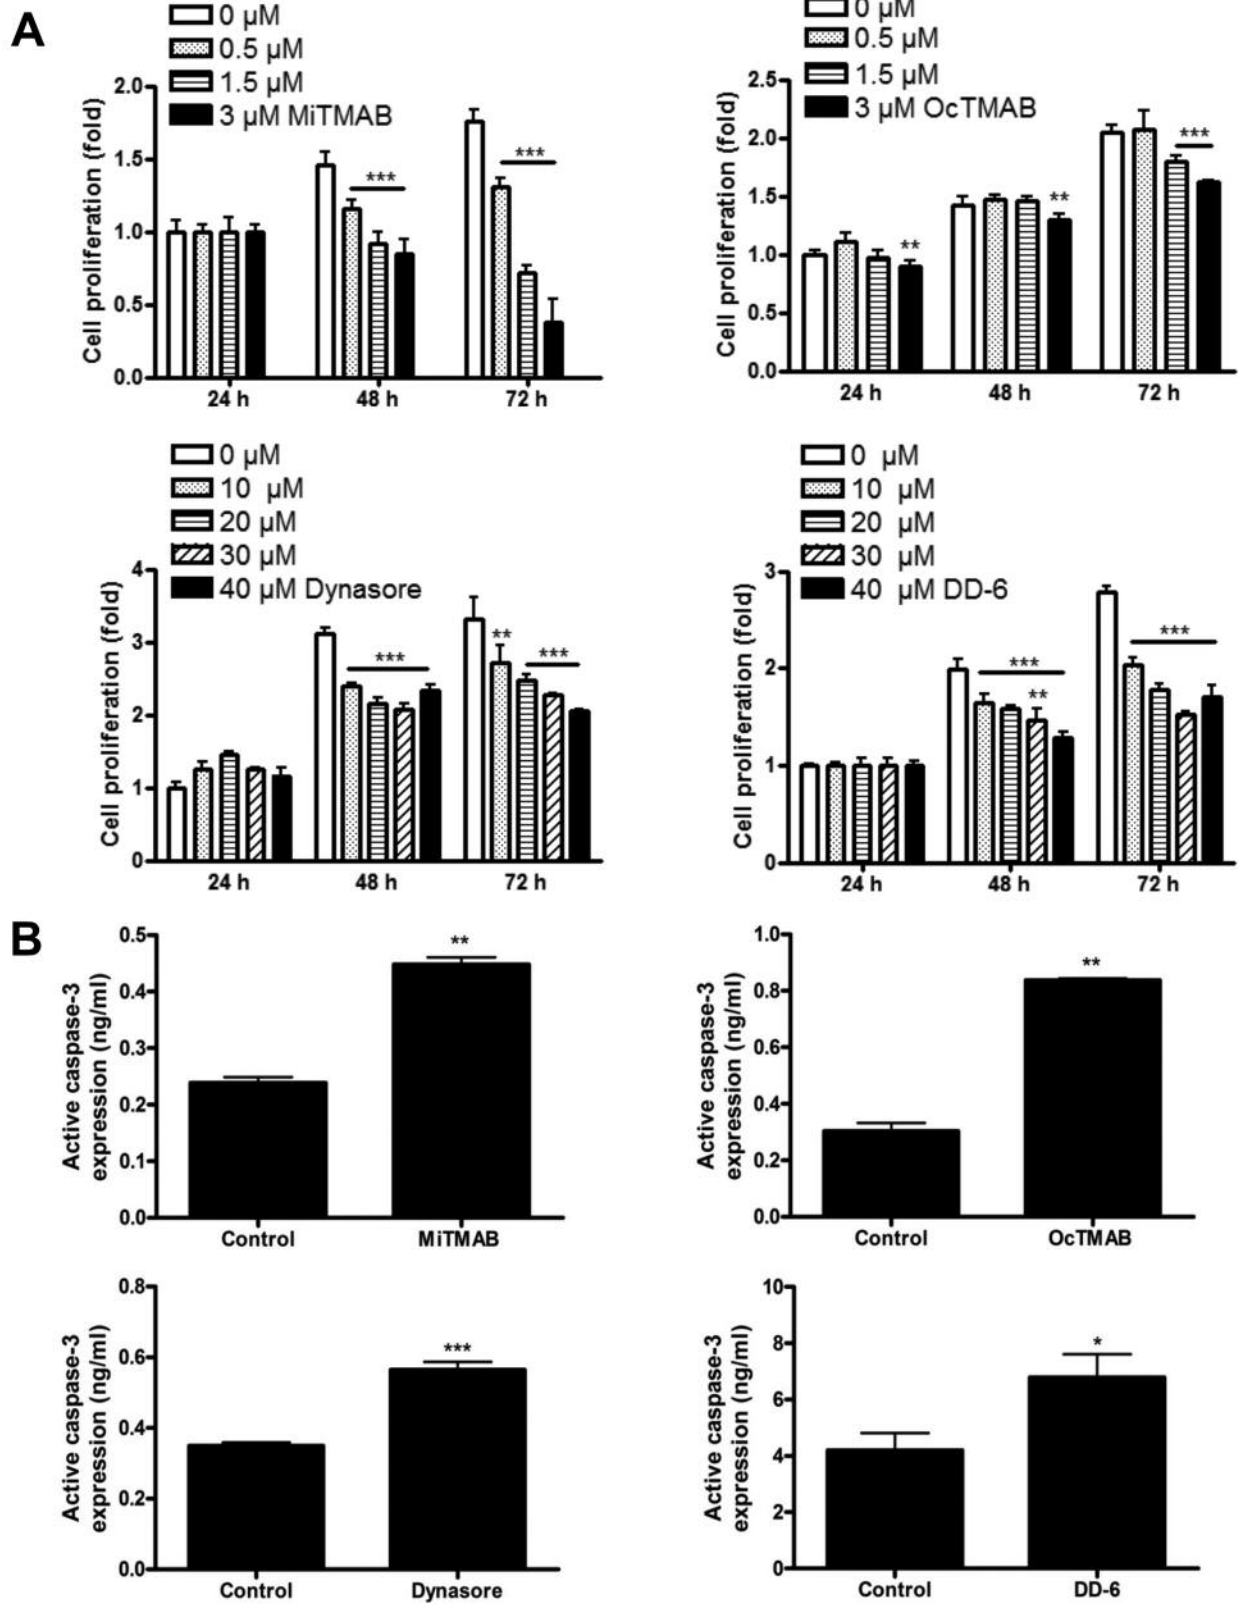 A
0 µM
0.5 µM
1.5 µM
3 µM MiTMAB
Cell proliferation (fold)
2.0
1.5
1.0
0.5
0.0
***
***
24 h
48 h
72 h
0 µM
0.5 µM
1.5 µM
3 µM OcTMAB
Cell proliferation (fold)
2.5
2.0
1.5
1.0
0.5
0.0
**
**
***
24 h
48 h
72 h
0 µM
10 µM
20 µM
30 µM
40 µM Dynasore
Cell proliferation (fold)
4
3
2
1
0
***
**
***
24 h
48 h
72 h
0 µM
10 µM
20 µM
30 µM
40 µM DD-6
Cell proliferation (fold)
3
2
1
0
***
**
***
24 h
48 h
72 h
B
Active caspase-3
expression (ng/ml)
0.5
0.4
0.3
0.2
0.1
0.0
**
Control
MiTMAB
Active caspase-3
expression (ng/ml)
1.0
0.8
0.6
0.4
0.2
0.0
**
Control
OcTMAB
Active caspase-3
expression (ng/ml)
0.8
0.6
0.4
0.2
0.0
***
Control
Dynasore
Active caspase-3
expression (ng/ml)
10
8
6
4
2
0
*
Control
DD-6